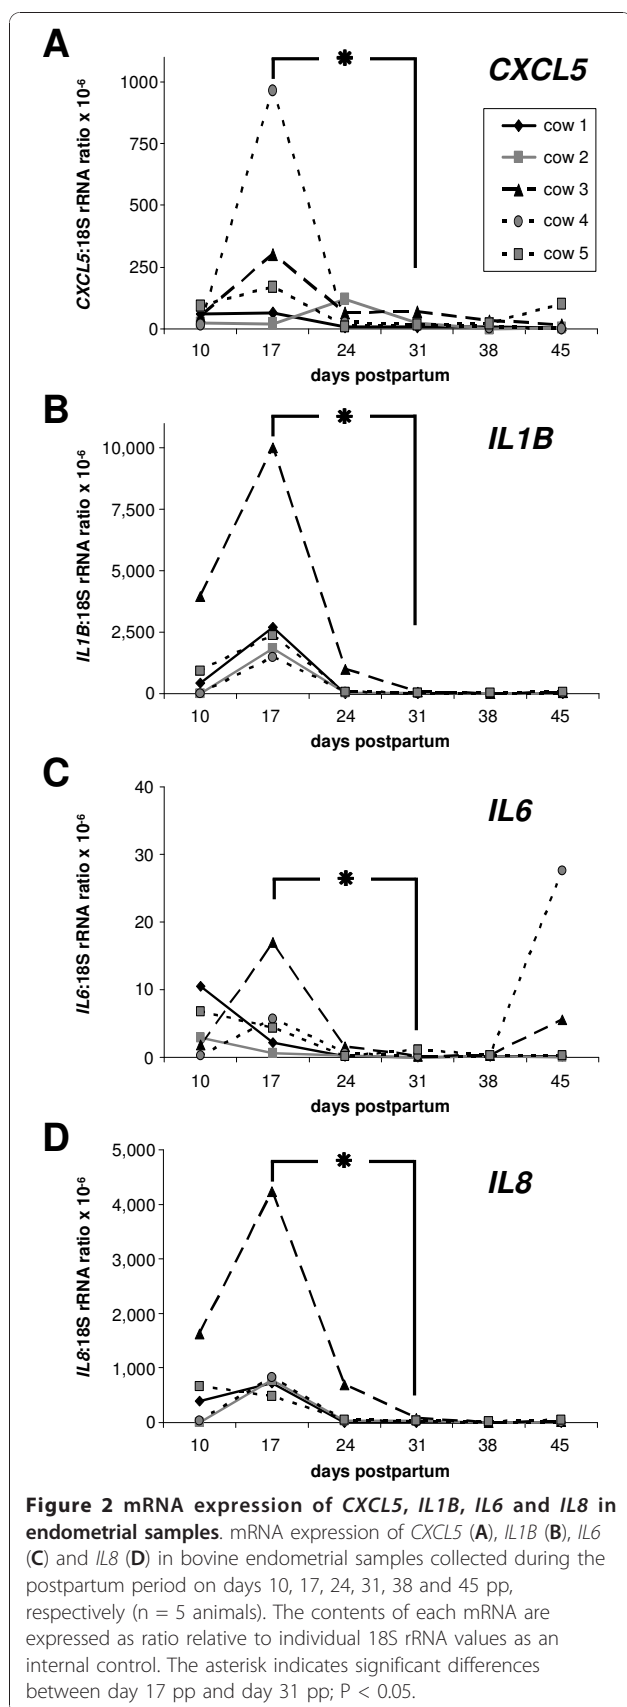 A
CXCL5
CXCL5:18S rRNA ratio x 10-6
1000
750
500
250
0
10 17 24 31 38 45
days postpartum
cow 1
cow 2
cow 3
cow 4
cow 5
B
IL1B
IL1B:18S rRNA ratio x 10-6
10,000
7,500
5,000
2,500
0
10 17 24 31 38 45
days postpartum
C
IL6
IL6:18S rRNA ratio x 10-6
40
30
20
10
0
10 17 24 31 38 45
days postpartum
D
IL8
IL8:18S rRNA ratio x 10-6
5,000
4,000
3,000
2,000
1,000
0
10 17 24 31 38 45
days postpartum
Figure 2 mRNA expression of CXCL5, IL1B, IL6 and IL8 in
endometrial samples. mRNA expression of CXCL5 (A), IL1B (B), IL6
(C) and IL8 (D) in bovine endometrial samples collected during the
postpartum period on days 10, 17, 24, 31, 38 and 45 pp,
respectively (n = 5 animals). The contents of each mRNA are
expressed as ratio relative to individual 18S rRNA values as an
internal control. The asterisk indicates significant differences
between day 17 pp and day 31 pp; P < 0.05.